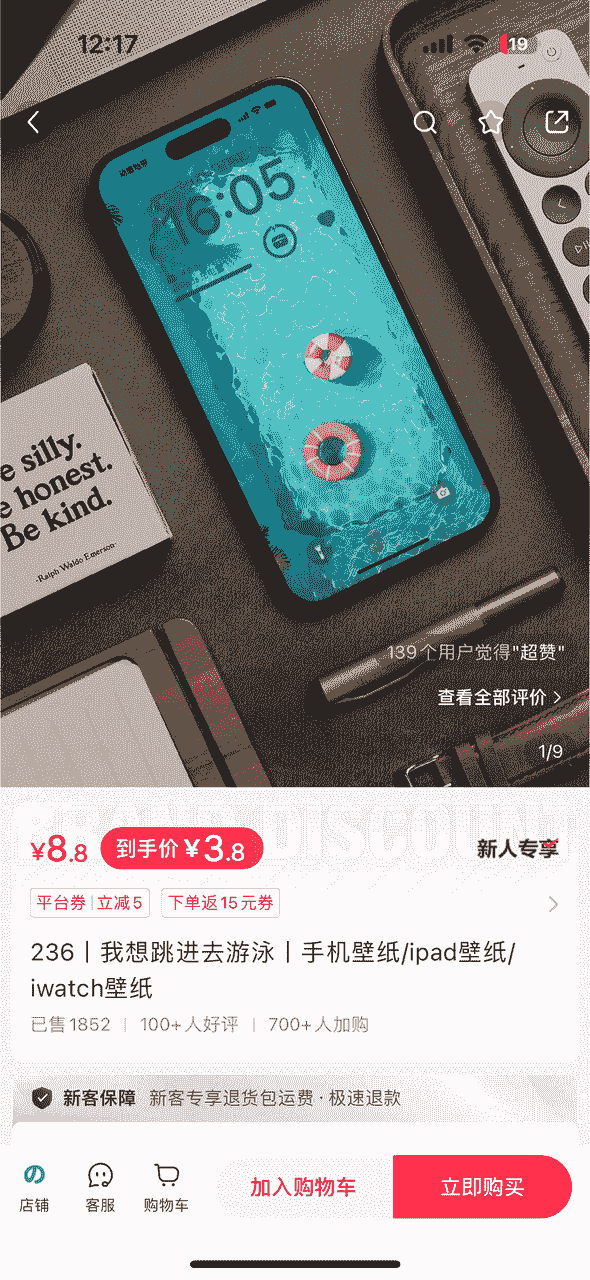 12:17
19
16:05
e silly.
e honest.
Be kind.
-Ralph Waldo Emerson-
139个用户觉得"超赞"
查看全部评价
1/9
BRAND DISCOUNT
¥8.8
到手价 ¥3.8
新人专享
平台券 立减5
下单返15元券
236丨我想跳进去游泳丨手机壁纸/ipad壁纸/
iwatch壁纸
已售1852 | 100+人好评 | 700+人加购
新客保障 新客专享退货包运费 · 极速退款
の
店铺
客服
购物车
加入购物车
立即购买